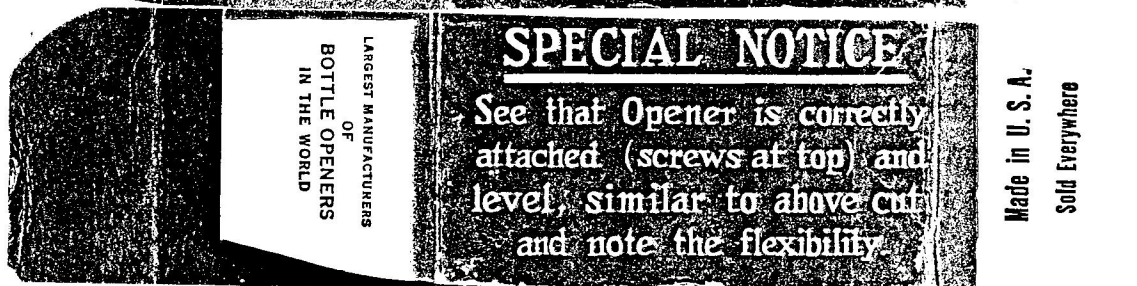 LARGEST MANUFACTURERS
OF
BOTTLE OPENERS
IN THE WORLD
SPECIAL NOTICE
See that Opener is correctly
attached (screws at top) and
level, similar to above cut
and note the flexibility.
Made in U. S. A.
Sold Everywhere